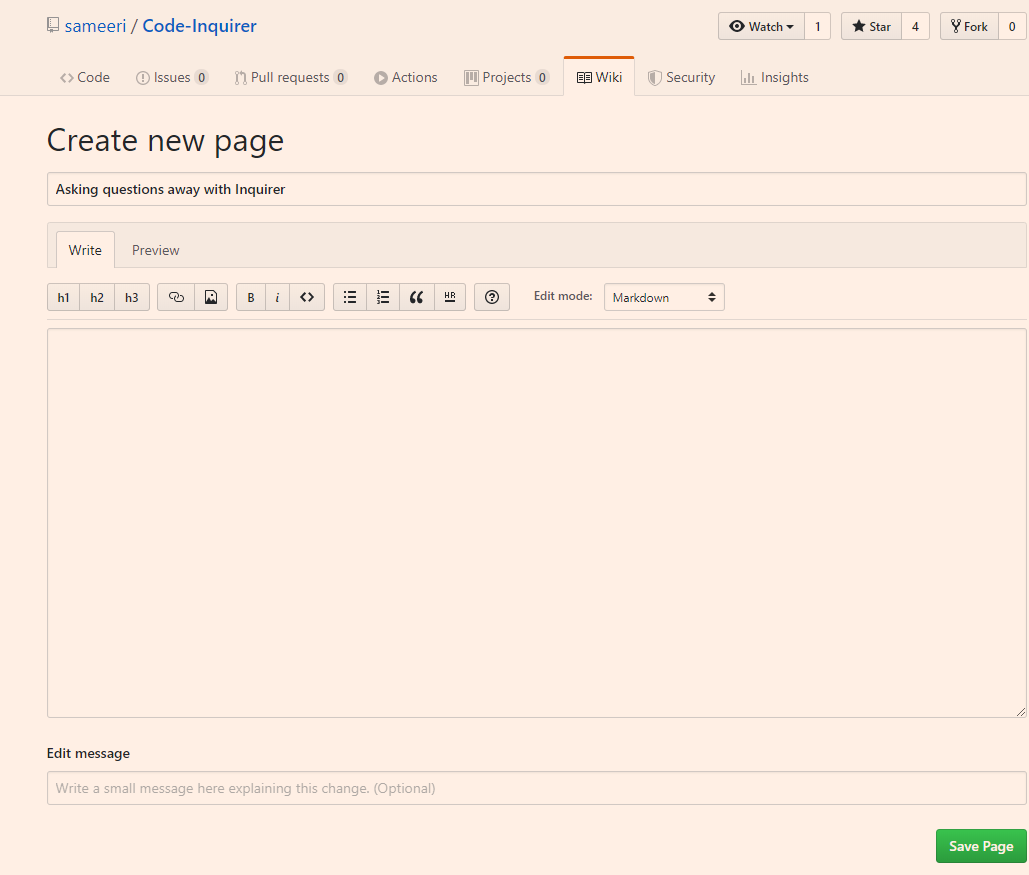 sameeri / Code-Inquirer
Watch 1 Star 4 Fork 0
Code Issues 0 Pull requests 0 Actions Projects 0 Wiki Security Insights
Create new page
Asking questions away with Inquirer
Write Preview
h1 h2 h3 B i HR Edit mode: Markdown
Edit message
Write a small message here explaining this change. (Optional)
Save Page